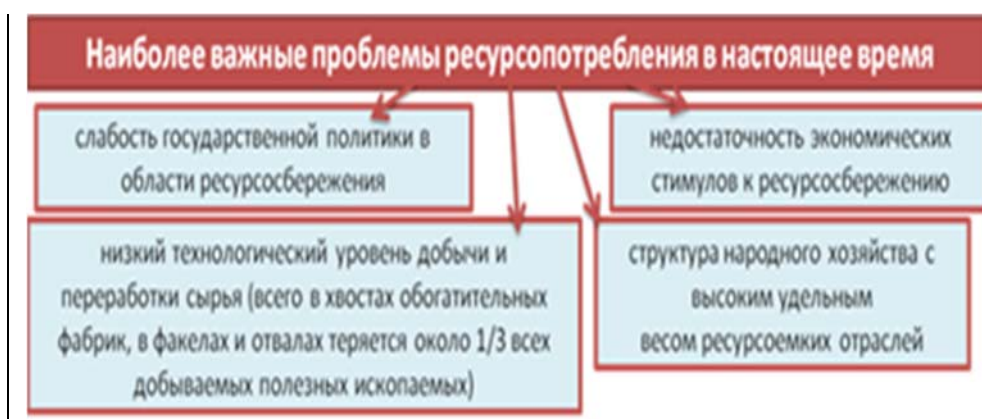 Наиболее важные проблемы ресурсопотребления в настоящее время
слабость государственной политики в
области ресурсосбережения
недостаточность экономических
стимулов к ресурсосбережению
низкий технологический уровень добычи и
переработки сырья (всего в хвостах обогатительных
фабрик, в факелах и отвалах теряется около 1/3 всех
добываемых полезных ископаемых)
структура народного хозяйства с
высоким удельным
весом ресурсоемких отраслей